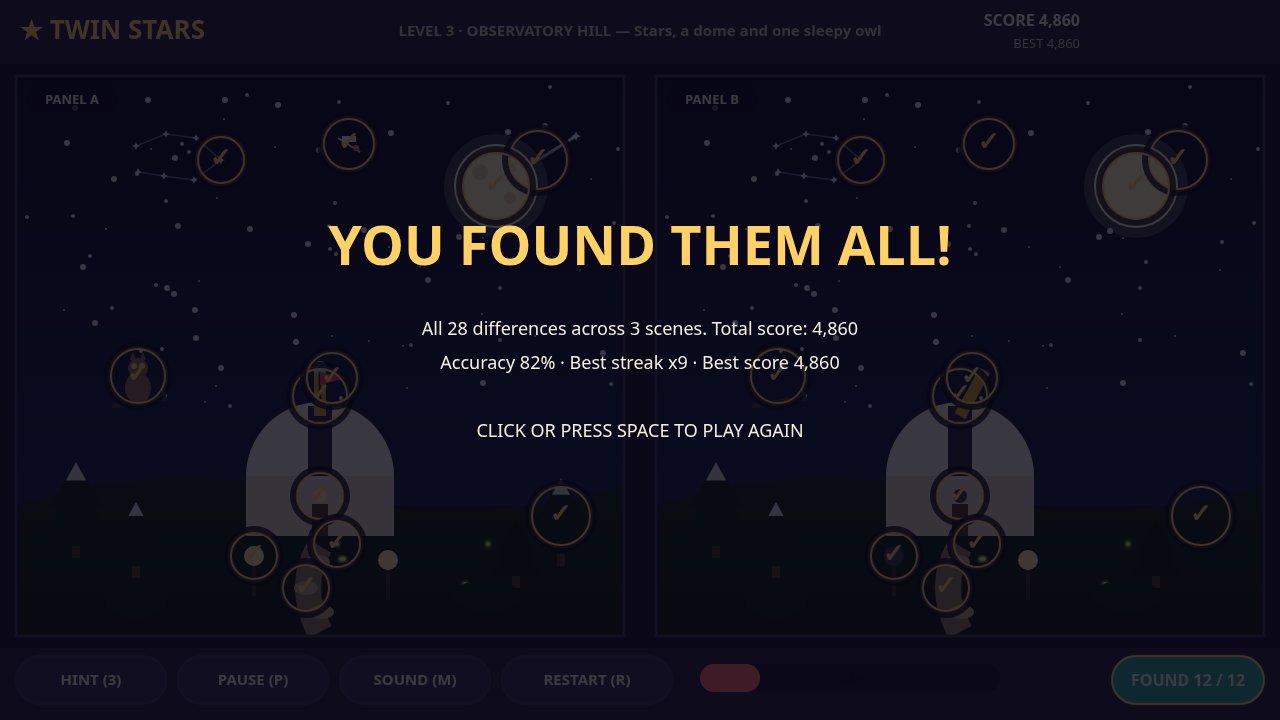 ★ TWIN STARS
LEVEL 3 · OBSERVATORY HILL — Stars, a dome and one sleepy owl
SCORE 4,860
BEST 4,860
PANEL A
PANEL B
YOU FOUND THEM ALL!
All 28 differences across 3 scenes. Total score: 4,860
Accuracy 82% · Best streak x9 · Best score 4,860
CLICK OR PRESS SPACE TO PLAY AGAIN
HINT (3)
PAUSE (P)
SOUND (M)
RESTART (R)
FOUND 12 / 12